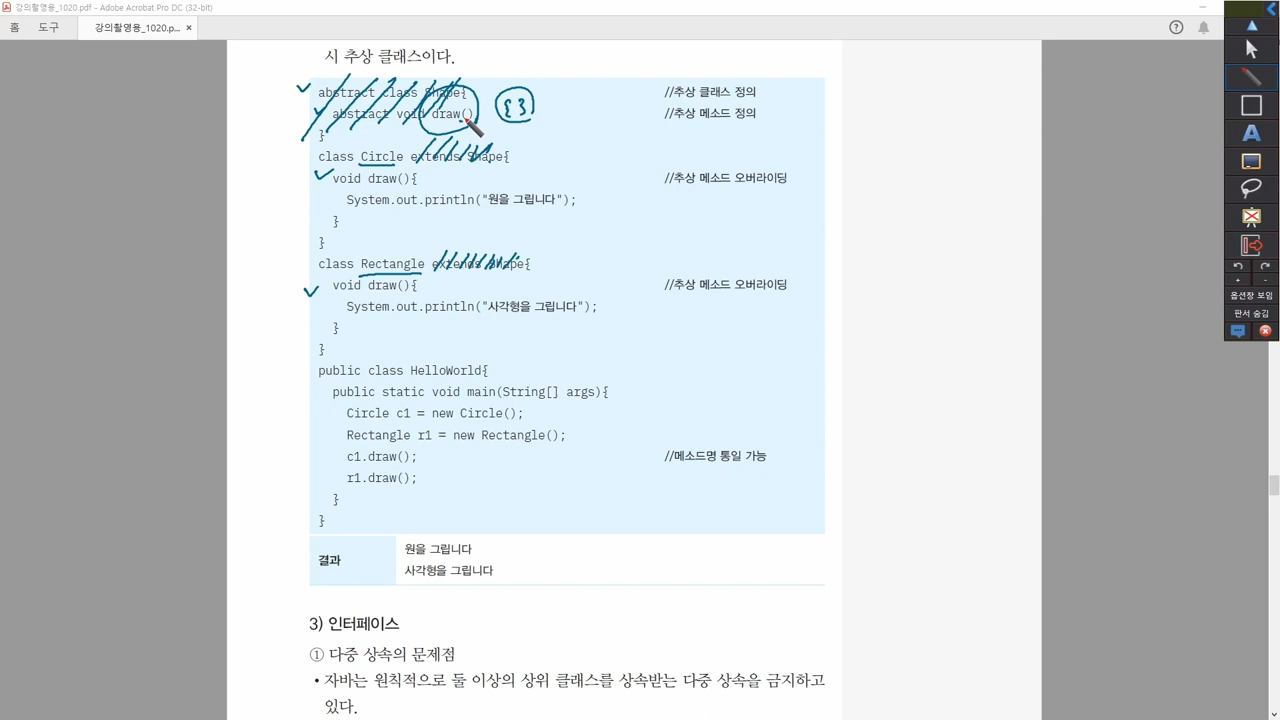 강의촬영용_1020.pdf - Adobe Acrobat Pro DC (32-bit)
홈 도구 강의촬영용_1020.p... ×
시 추상 클래스이다.
abstract class Shape{ //추상 클래스 정의
abstract void draw() //추상 메소드 정의
{ }
}
class Circle extends Shape{
void draw(){ //추상 메소드 오버라이딩
System.out.println("원을 그립니다");
}
}
class Rectangle extends Shape{
void draw(){ //추상 메소드 오버라이딩
System.out.println("사각형을 그립니다");
}
}
public class HelloWorld{
public static void main(String[] args){
Circle c1 = new Circle();
Rectangle r1 = new Rectangle();
c1.draw(); //메소드명 통일 가능
r1.draw();
}
}
결과
원을 그립니다
사각형을 그립니다
3) 인터페이스
① 다중 상속의 문제점
• 자바는 원칙적으로 둘 이상의 상위 클래스를 상속받는 다중 상속을 금지하고
있다.
A
옵션장 보임
판서 숨김